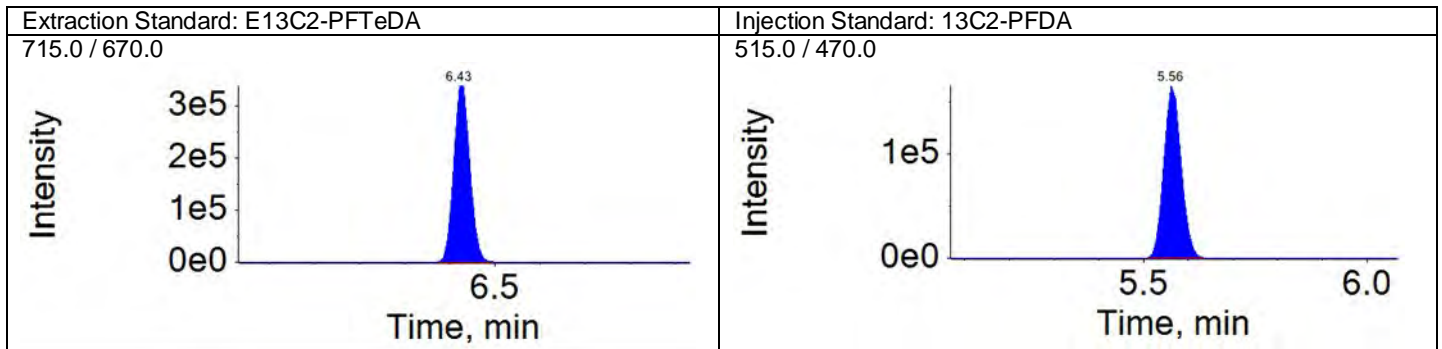 Extraction Standard: E13C2-PFTeDA
715.0 / 670.0
6.43
3e5
2e5
1e5
0e0
Intensity
6.5
Time, min
Injection Standard: 13C2-PFDA
515.0 / 470.0
5.56
1e5
0e0
Intensity
5.5 6.0
Time, min